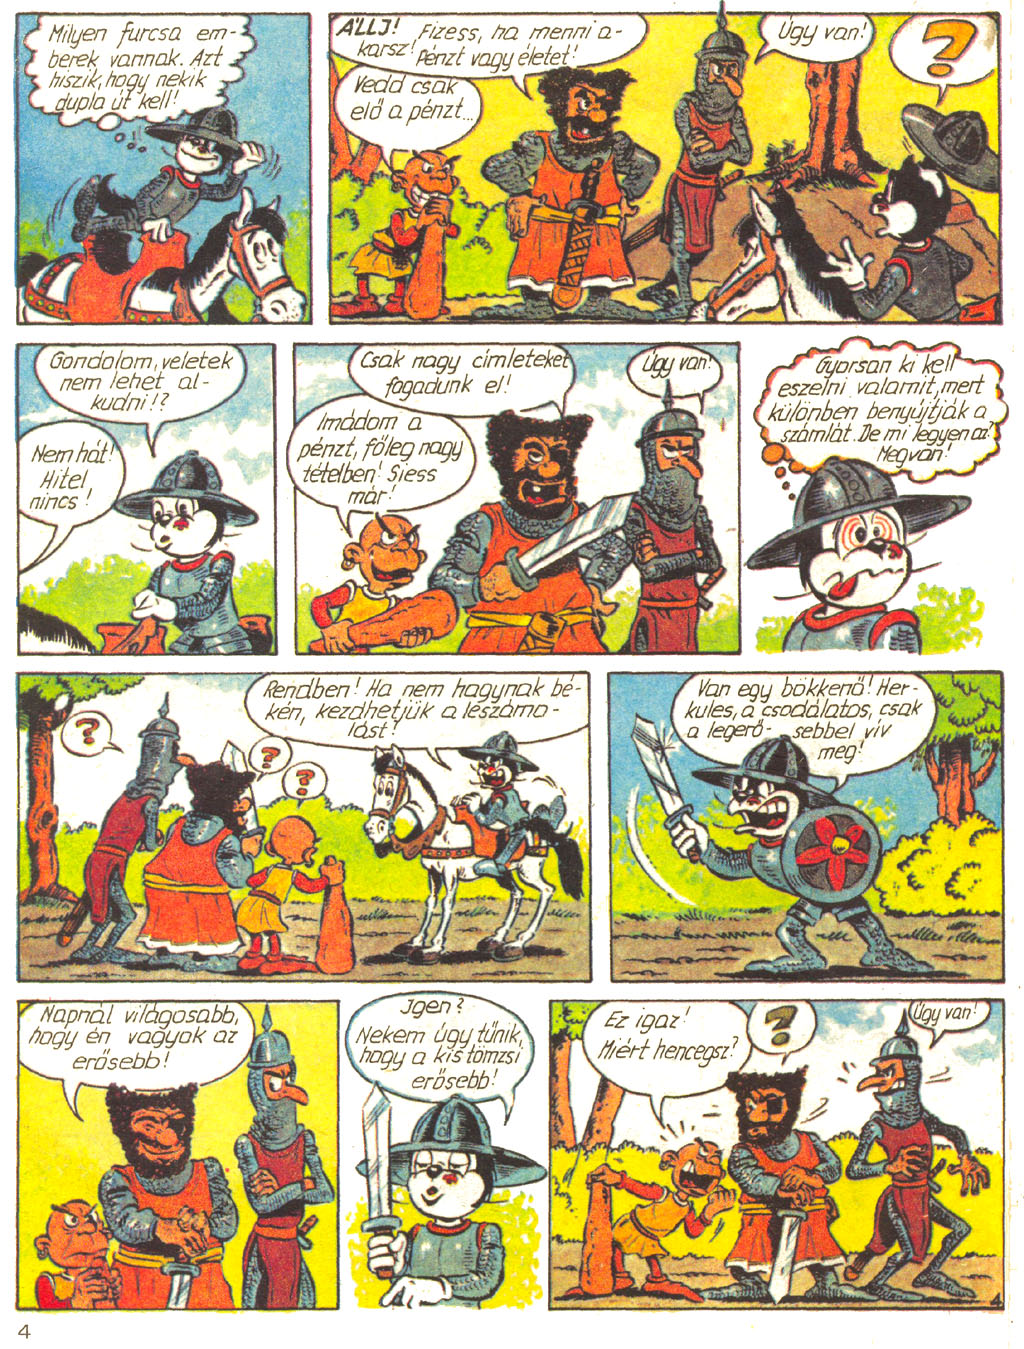 Milyen furcsa em-
berek vannak. Azt
hiszik, hogy nekik
dupla út kell!
ÁLLJ! Fizess, ha menni a-
karsz! Pénzt vagy életet!
Vedd csak
elő a pénzt...
Úgy van!
?
Gondolom, veletek
nem lehet al-
kudni!?
Nem hát!
Hitel
nincs!
Csak nagy címleteket
fogadunk el!
Imádom a
pénzt, főleg nagy
tételben! Siess
már!
Úgy van!
Gyorsan ki kell
eszelni valamit, mert
különben benyújtják a
számlát. De mi legyen az?
Megvan!
?
?
?
Rendben! Ha nem hagynak bé-
kén, kezdhetjük a leszámo-
lást!
Van egy bökkenő! Her-
kules, a csodálatos, csak
a legerő- sebbel vív
meg!
Napnál világosabb,
hogy én vagyok az
erősebb!
Igen?
Nekem úgy tűnik,
hogy a kis tömzsi
erősebb!
Ez igaz!
Miért hencegsz?
?
Úgy van!
4
4